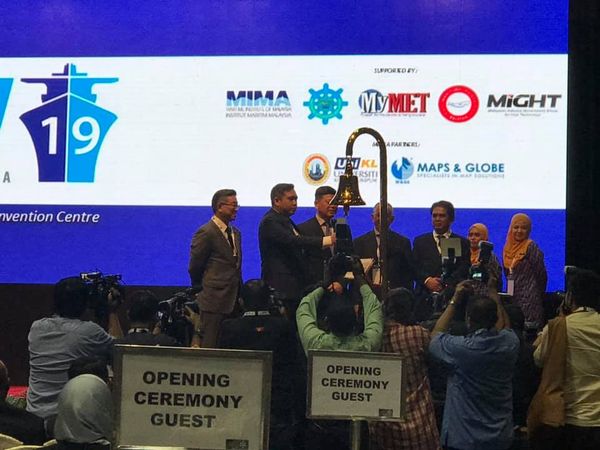 SUPPORTED BY:
MIMA
MARITIME INSTITUTE OF MALAYSIA
INSTITUT MARITIM MALAYSIA
MyMET
MiGHT
19
UNIVERSITI
MAPS & GLOBE
SPECIALISTS IN MAP SOLUTIONS
A
nvention Centre
OPENING
CEREMONY
GUEST
OPENING
CEREMONY
GUEST